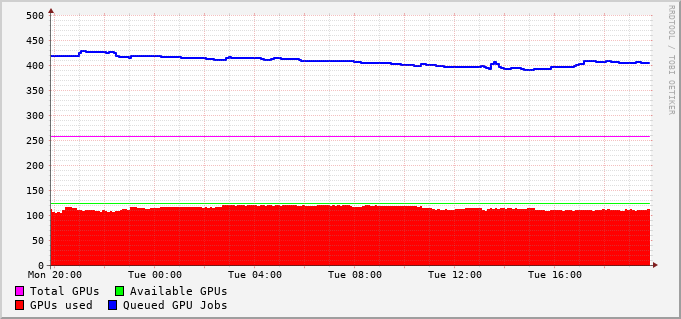 500
450
400
350
300
250
200
150
100
50
0
Mon 20:00 Tue 00:00 Tue 04:00 Tue 08:00 Tue 12:00 Tue 16:00
Total GPUs Available GPUs
GPUs used Queued GPU Jobs
RRDTOOL / TOBI OETIKER